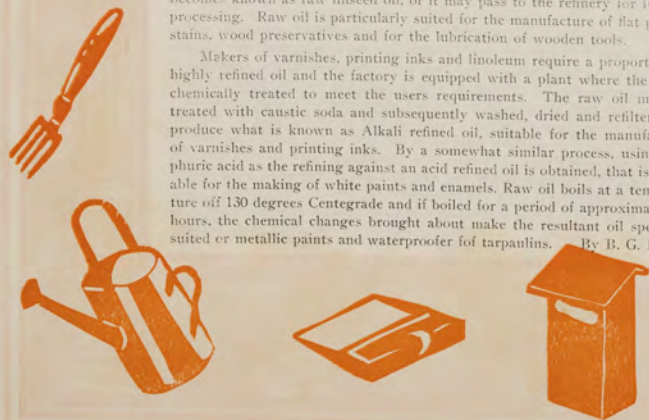 becomes known as raw linseed oil, or it may pass to the refinery for
processing. Raw oil is particularly suited for the manufacture of flat
stains, wood preservatives and for the lubrication of wooden tools.
Makers of varnishes, printing inks and linoleum require a proport
highly refined oil and the factory is equipped with a plant where the
chemically treated to meet the users requirements. The raw oil m
treated with caustic soda and subsequently washed, dried and refilter
produce what is known as Alkali refined oil, suitable for the manufa
of varnishes and printing inks. By a somewhat similar process, usin
phuric acid as the refining against an acid refined oil is obtained, that is
able for the making of white paints and enamels. Raw oil boils at a ten
ture off 130 degrees Centegrade and if boiled for a period of approxima
hours, the chemical changes brought about make the resultant oil spe
suited or metallic paints and waterproofer fof tarpaulins. By B. G.